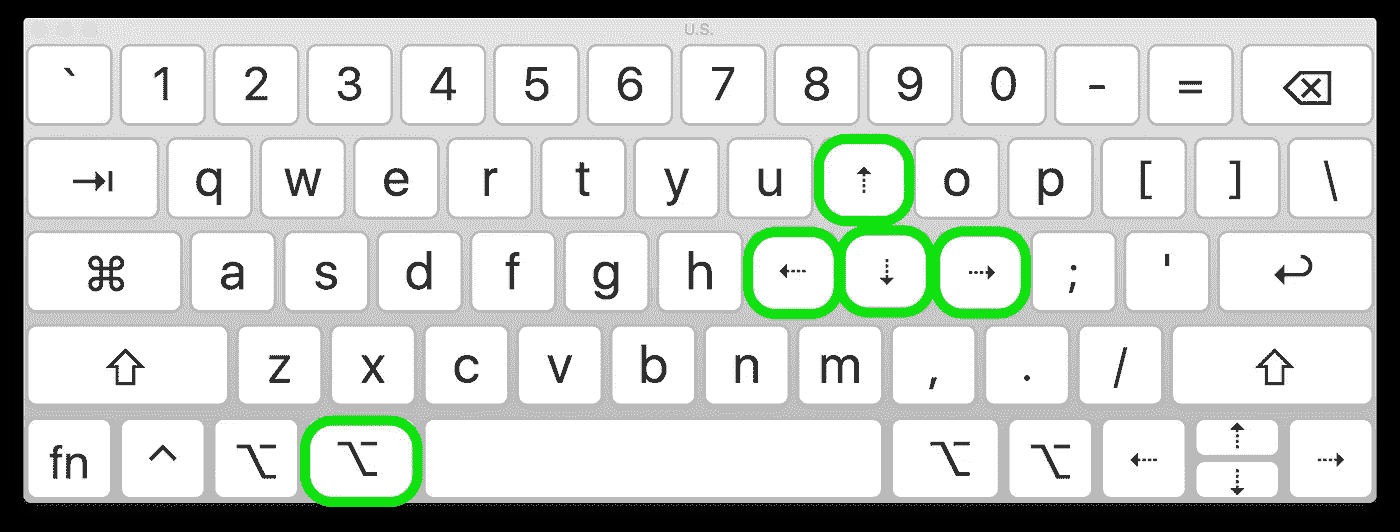 U.S.
` 1 2 3 4 5 6 7 8 9 0 - = ⌫
⇥ q w e r t y u ⇡ o p [ ] \
⌘ a s d f g h ⇠ ⇣ ⇢ ; ' ↩
⇧ z x c v b n m , . / ⇧
fn ^ ⌥ ⌥ ⌥ ⌥ ⇠ ⇡ ⇣ ⇢